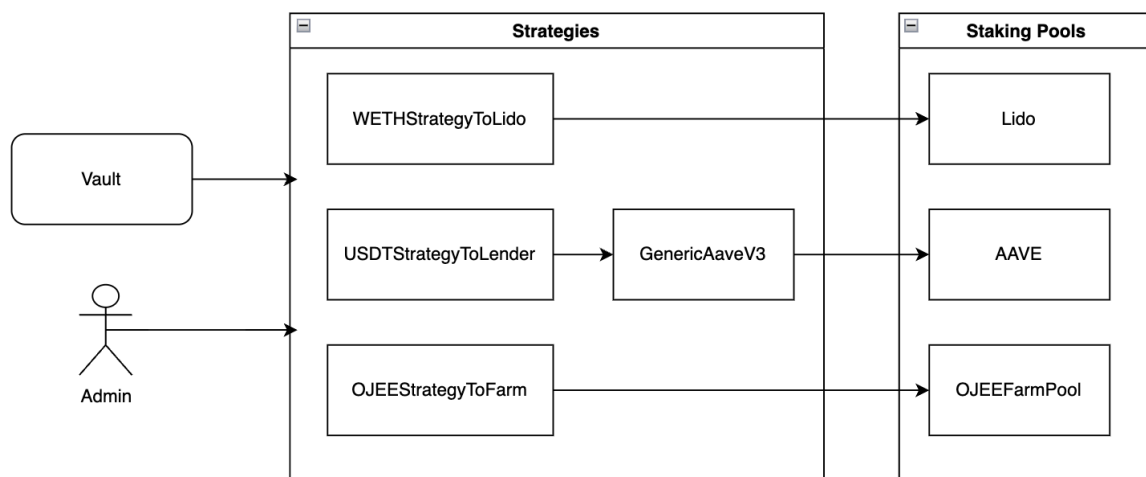 Strategies
Staking Pools
WETHStrategyToLido
Lido
Vault
USDTStrategyToLender
GenericAaveV3
AAVE
Admin
OJEEStrategyToFarm
OJEEFarmPool